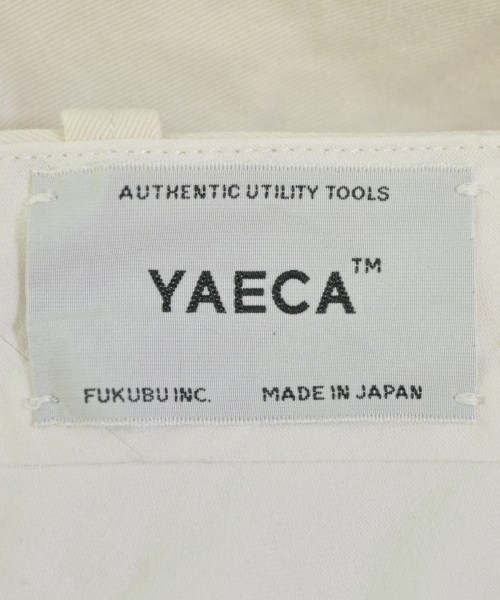 AUTHENTIC UTILITY TOOLS
YAECA™
FUKUBU INC. MADE IN JAPAN